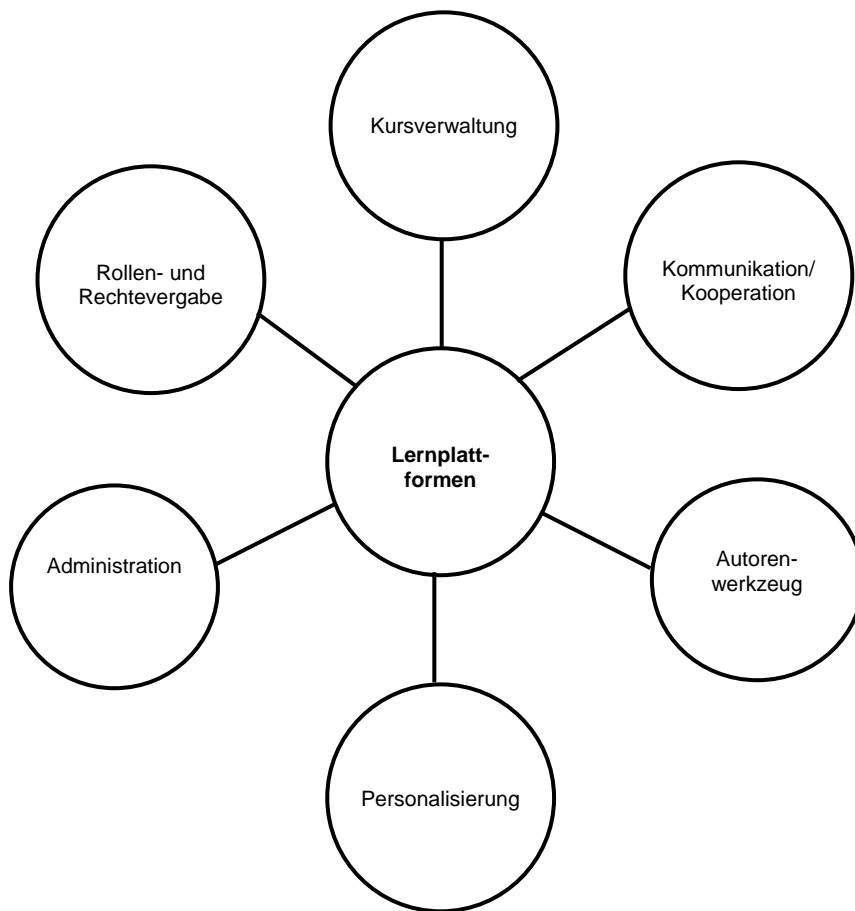 Kursverwaltung
Rollen- und
Rechtevergabe
Kommunikation/
Kooperation
Lernplatt-
formen
Administration
Autoren-
werkzeug
Personalisierung